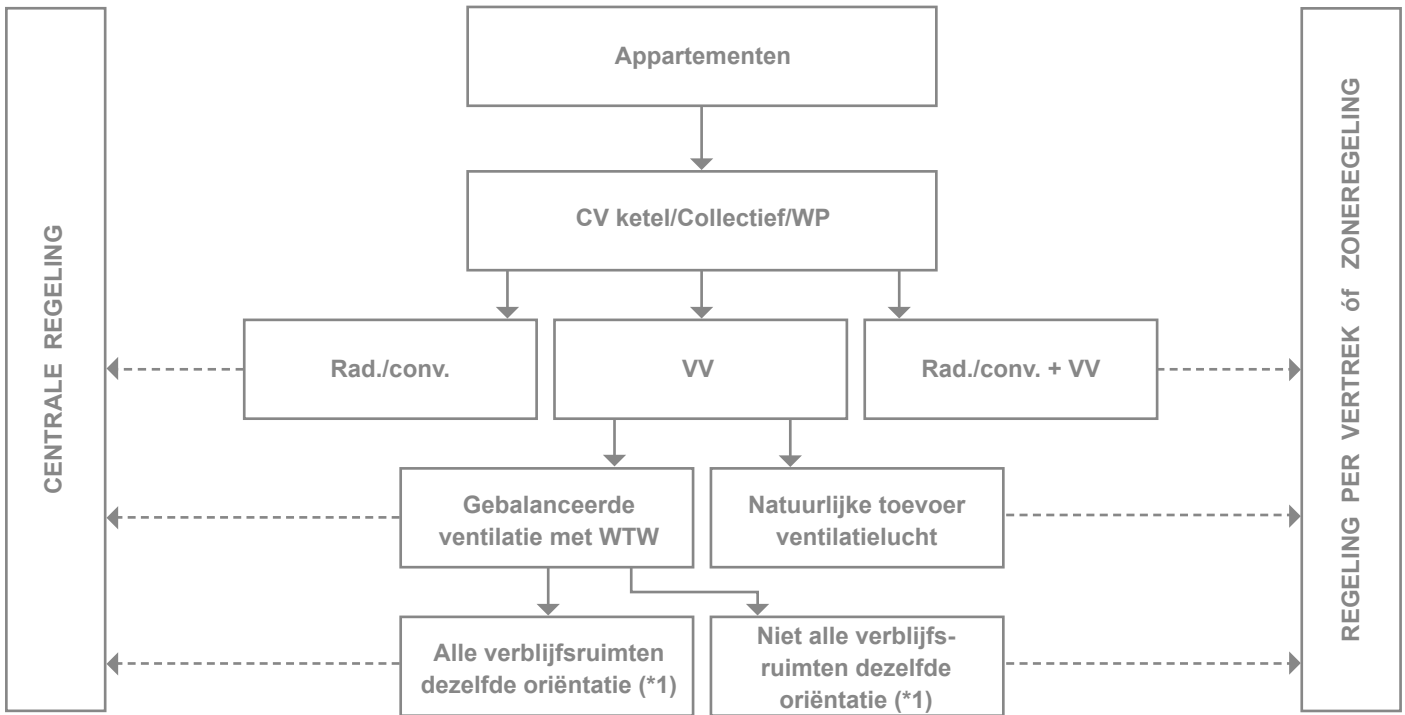 CENTRALE REGELING
Appartementen
CV ketel/Collectief/WP
Rad./conv.
VV
Rad./conv. + VV
Gebalanceerde
ventilatie met WTW
Natuurlijke toevoer
ventilatielucht
Alle verblijfsruimten
dezelfde oriëntatie (*1)
Niet alle verblijfs-
ruimten dezelfde
oriëntatie (*1)
REGELING PER VERTREK óf ZONEREGELING